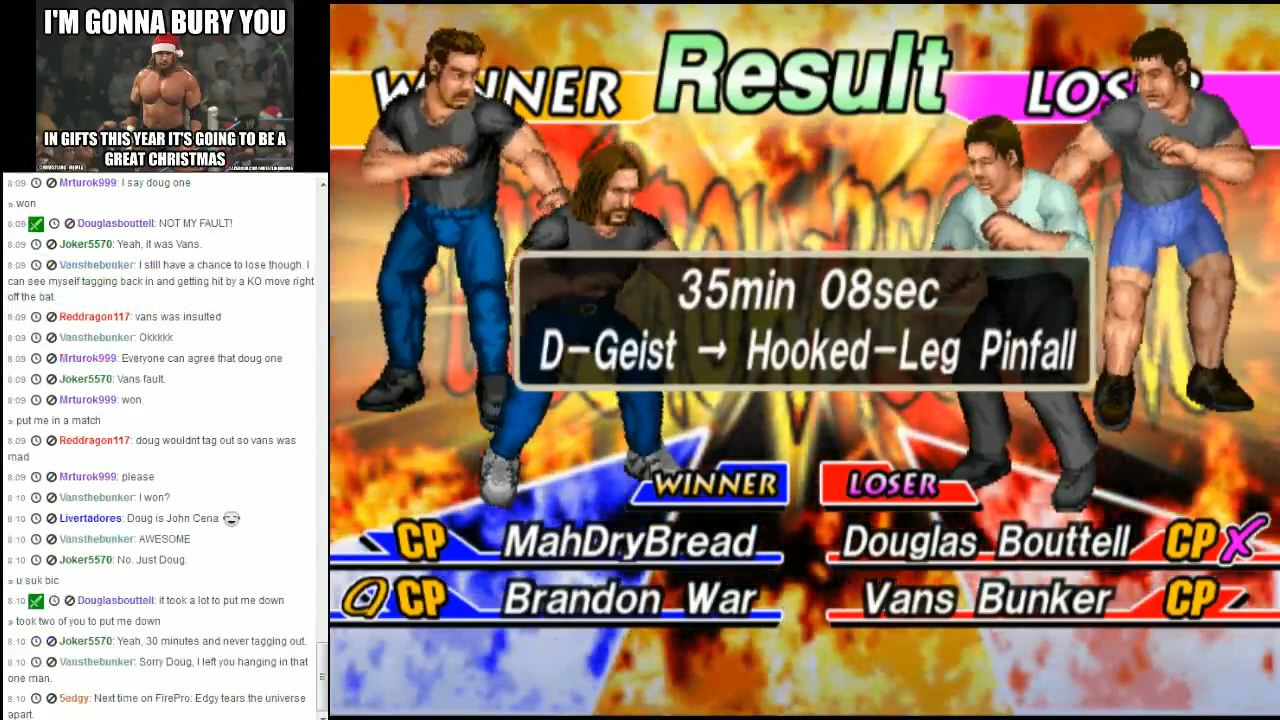 I'M GONNA BURY YOU
IN GIFTS THIS YEAR IT'S GOING TO BE A
GREAT CHRISTMAS
8:09 Mrturok999: I say doug one
» won
8:09 Douglasbouttell: NOT MY FAULT!
8:09 Joker5570: Yeah, it was Vans.
8:09 Vansthebunker: I still have a chance to lose though. I
can see myself tagging back in and getting hit by a KO move right
off the bat.
8:09 Reddragon117: vans was insulted
8:09 Vansthebunker: Okkkkk
8:09 Mrturok999: Everyone can agree that doug one
8:09 Joker5570: Vans fault.
8:09 Mrturok999: won
» put me in a match
8:09 Reddragon117: doug wouldnt tag out so vans was
mad
8:09 Mrturok999: please
8:10 Vansthebunker: I won?
8:10 Livertadores: Doug is John Cena
8:10 Vansthebunker: AWESOME
8:10 Joker5570: No. Just Doug.
» u suk bic
8:10 Douglasbouttell: it took a lot to put me down
» took two of you to put me down
8:10 Joker5570: Yeah, 30 minutes and never tagging out.
8:10 Vansthebunker: Sorry Doug, I left you hanging in that
one man.
8:10 5edgy: Next time on FirePro: Edgy tears the universe
apart.
WINNER Result LOSER
35min 08sec
D-Geist → Hooked-Leg Pinfall
WINNER LOSER
CP MahDryBread Douglas Bouttell CP
CP Brandon War Vans Bunker CP